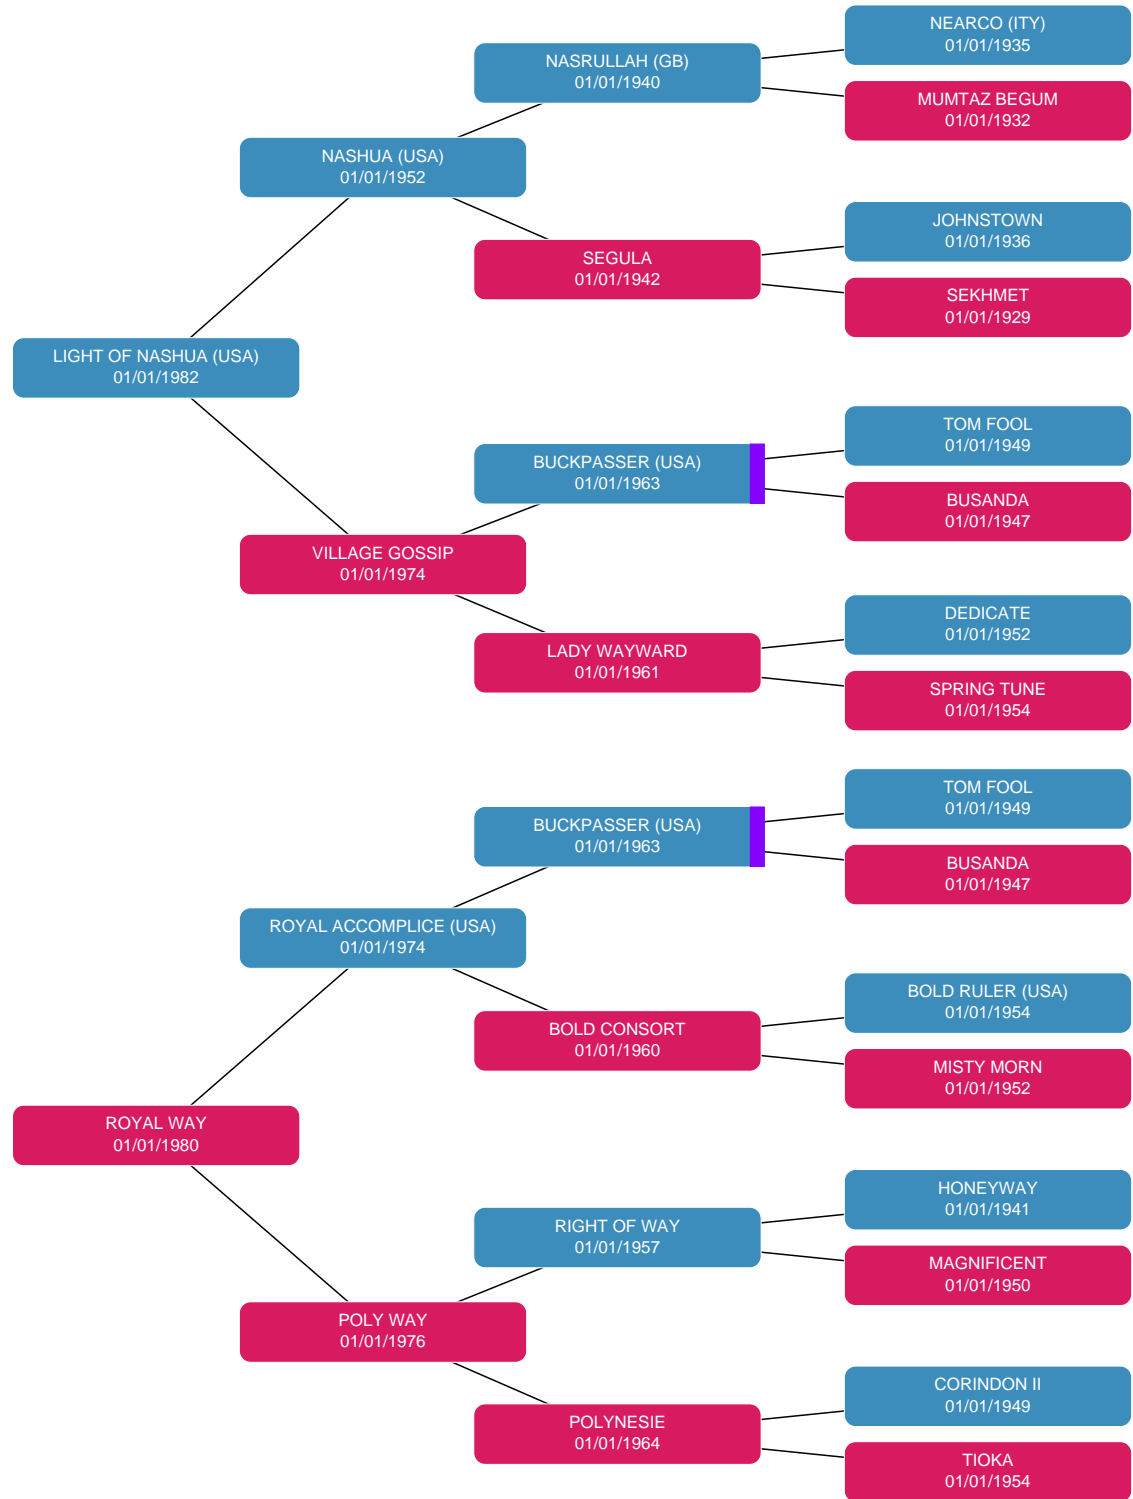 NEARCO (ITY)
01/01/1935
NASRULLAH (GB)
01/01/1940
MUMTAZ BEGUM
01/01/1932
NASHUA (USA)
01/01/1952
JOHNSTOWN
01/01/1936
SEGULA
01/01/1942
SEKHMET
01/01/1929
LIGHT OF NASHUA (USA)
01/01/1982
TOM FOOL
01/01/1949
BUCKPASSER (USA)
01/01/1963
BUSANDA
01/01/1947
VILLAGE GOSSIP
01/01/1974
DEDICATE
01/01/1952
LADY WAYWARD
01/01/1961
SPRING TUNE
01/01/1954
TOM FOOL
01/01/1949
BUCKPASSER (USA)
01/01/1963
BUSANDA
01/01/1947
ROYAL ACCOMPLICE (USA)
01/01/1974
BOLD RULER (USA)
01/01/1954
BOLD CONSORT
01/01/1960
MISTY MORN
01/01/1952
ROYAL WAY
01/01/1980
HONEYWAY
01/01/1941
RIGHT OF WAY
01/01/1957
MAGNIFICENT
01/01/1950
POLY WAY
01/01/1976
CORINDON II
01/01/1949
POLYNESIE
01/01/1964
TIOKA
01/01/1954